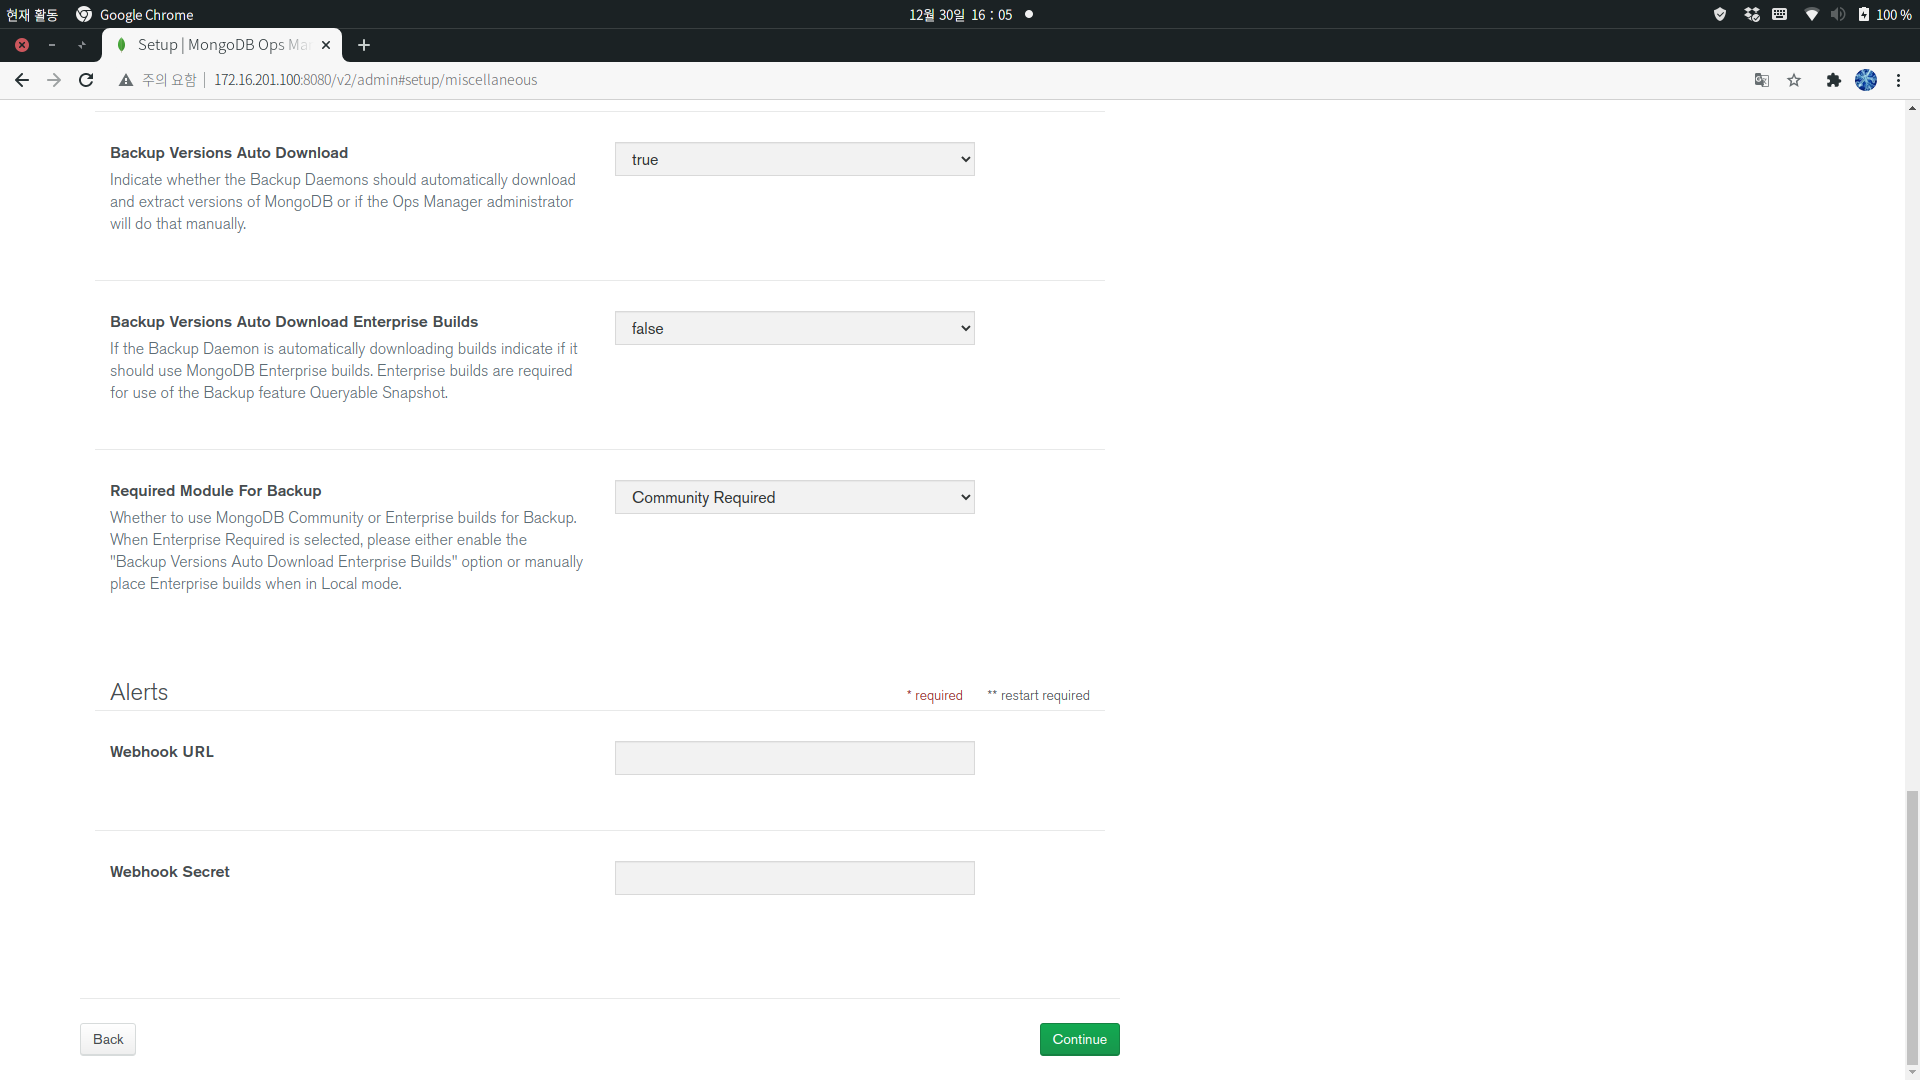 현재 활동 Google Chrome 12월 30일 16 : 05 100 %
Setup | MongoDB Ops Ma
주의 요함 172.16.201.100:8080/v2/admin#setup/miscellaneous
Backup Versions Auto Download
true
Indicate whether the Backup Daemons should automatically download
and extract versions of MongoDB or if the Ops Manager administrator
will do that manually.
Backup Versions Auto Download Enterprise Builds
false
If the Backup Daemon is automatically downloading builds indicate if it
should use MongoDB Enterprise builds. Enterprise builds are required
for use of the Backup feature Queryable Snapshot.
Required Module For Backup
Community Required
Whether to use MongoDB Community or Enterprise builds for Backup.
When Enterprise Required is selected, please either enable the
"Backup Versions Auto Download Enterprise Builds" option or manually
place Enterprise builds when in Local mode.
Alerts * required ** restart required
Webhook URL
Webhook Secret
Back Continue